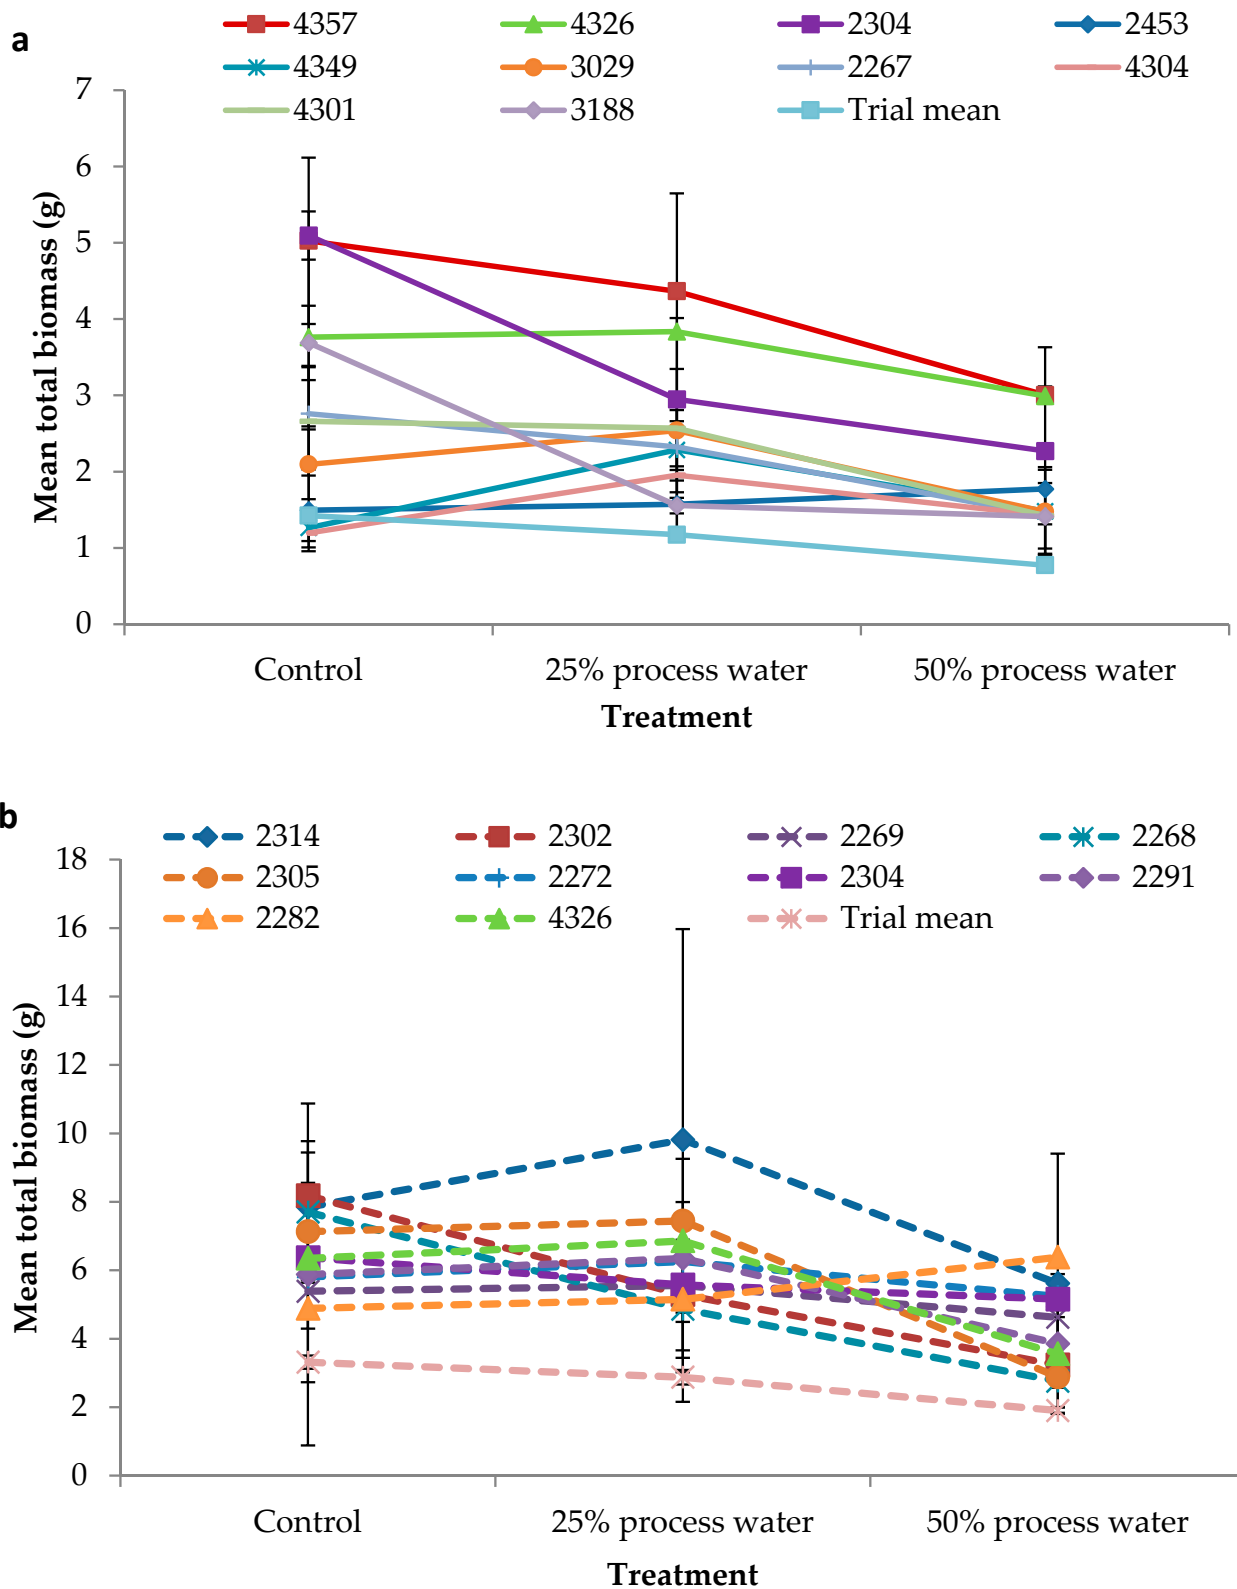 a
4357 4326 2304 2453
4349 3029 2267 4304
4301 3188 Trial mean
7
6
5
4
3
2
1
0
Mean total biomass (g)
Control 25% process water 50% process water
Treatment
b
2314 2302 2269 2268
2305 2272 2304 2291
2282 4326 Trial mean
18
16
14
12
10
8
6
4
2
0
Mean total biomass (g)
Control 25% process water 50% process water
Treatment